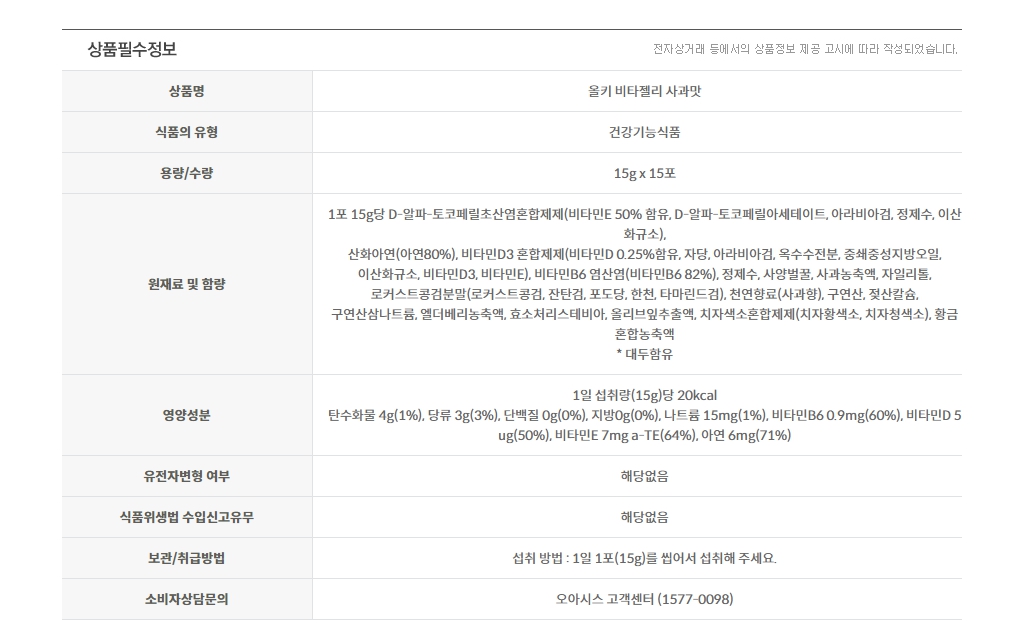 상품필수정보
전자상거래 등에서의 상품정보 제공 고시에 따라 작성되었습니다.
상품명
올키 비타젤리 사과맛
식품의 유형
건강기능식품
용량/수량
15g x 15포
원재료 및 함량
1포 15g당 D-알파-토코페릴초산염혼합제제(비타민E 50% 함유, D-알파-토코페릴아세테이트, 아라비아검, 정제수, 이산
화규소),
산화아연(아연80%), 비타민D3 혼합제제(비타민D 0.25%함유, 자당, 아라비아검, 옥수수전분, 중쇄중성지방오일,
이산화규소, 비타민D3, 비타민E), 비타민B6 염산염(비타민B6 82%), 정제수, 사양벌꿀, 사과농축액, 자일리톨,
로커스트콩검분말(로커스트콩검, 잔탄검, 포도당, 한천, 타마린드검), 천연향료(사과향), 구연산, 젖산칼슘,
구연산삼나트륨, 엘더베리농축액, 효소처리스테비아, 올리브잎추출액, 치자색소혼합제제(치자황색소, 치자청색소), 황금
혼합농축액
* 대두함유
영양성분
1일 섭취량(15g)당 20kcal
탄수화물 4g(1%), 당류 3g(3%), 단백질 0g(0%), 지방0g(0%), 나트륨 15mg(1%), 비타민B6 0.9mg(60%), 비타민D 5
ug(50%), 비타민E 7mg a-TE(64%), 아연 6mg(71%)
유전자변형 여부
해당없음
식품위생법 수입신고유무
해당없음
보관/취급방법
섭취 방법 : 1일 1포(15g)를 씹어서 섭취해 주세요.
소비자상담문의
오아시스 고객센터 (1577-0098)